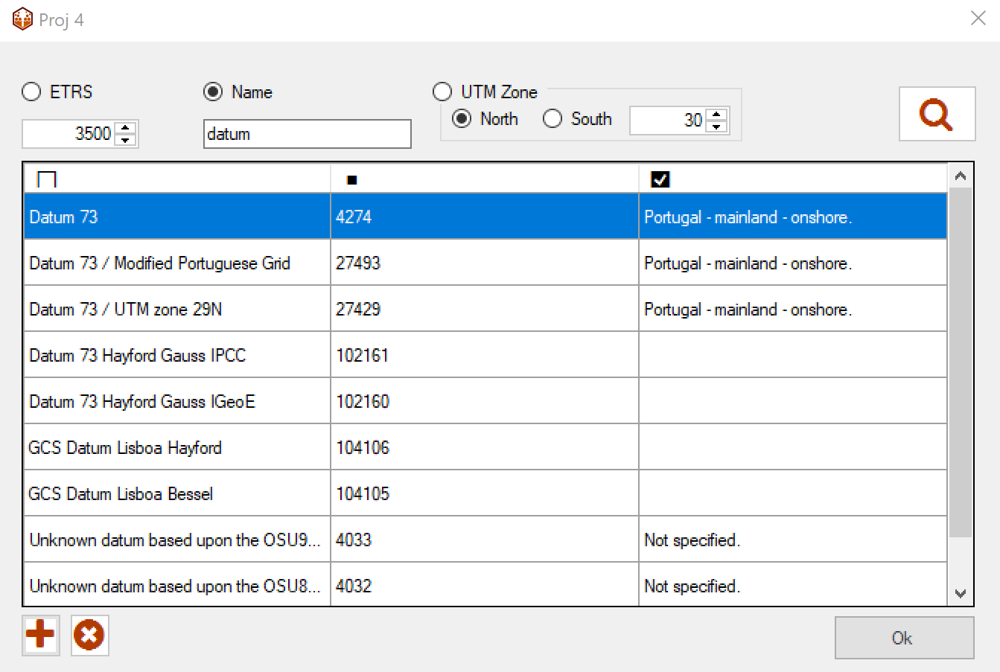 Proj 4
ETRS
Name
UTM Zone
North
South
30
3500
datum
Datum 73 4274 Portugal - mainland - onshore.
Datum 73 / Modified Portuguese Grid 27493 Portugal - mainland - onshore.
Datum 73 / UTM zone 29N 27429 Portugal - mainland - onshore.
Datum 73 Hayford Gauss IPCC 102161
Datum 73 Hayford Gauss IGeoE 102160
GCS Datum Lisboa Hayford 104106
GCS Datum Lisboa Bessel 104105
Unknown datum based upon the OSU9... 4033 Not specified.
Unknown datum based upon the OSU8... 4032 Not specified.
Ok